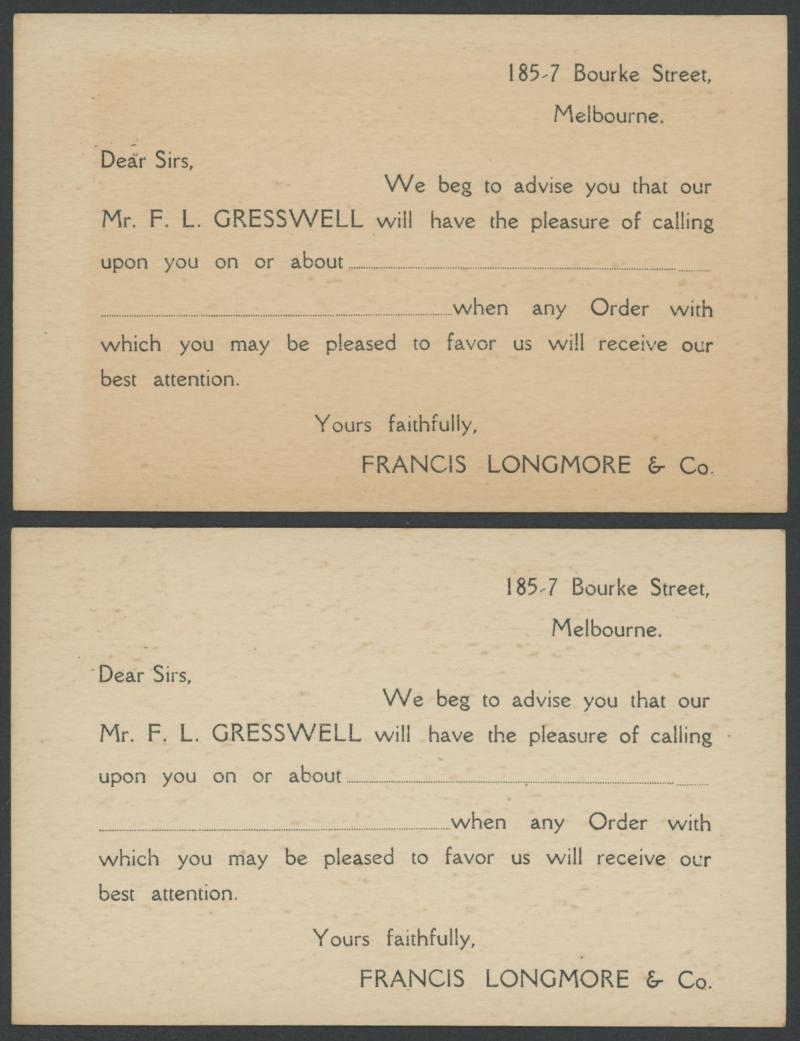 185-7 Bourke Street,
Melbourne.
Dear Sirs,
We beg to advise you that our
Mr. F. L. GRESSWELL will have the pleasure of calling
upon you on or about
when any Order with
which you may be pleased to favor us will receive our
best attention.
Yours faithfully,
FRANCIS LONGMORE & Co.
185-7 Bourke Street,
Melbourne.
Dear Sirs,
We beg to advise you that our
Mr. F. L. GRESSWELL will have the pleasure of calling
upon you on or about
when any Order with
which you may be pleased to favor us will receive our
best attention.
Yours faithfully,
FRANCIS LONGMORE & Co.